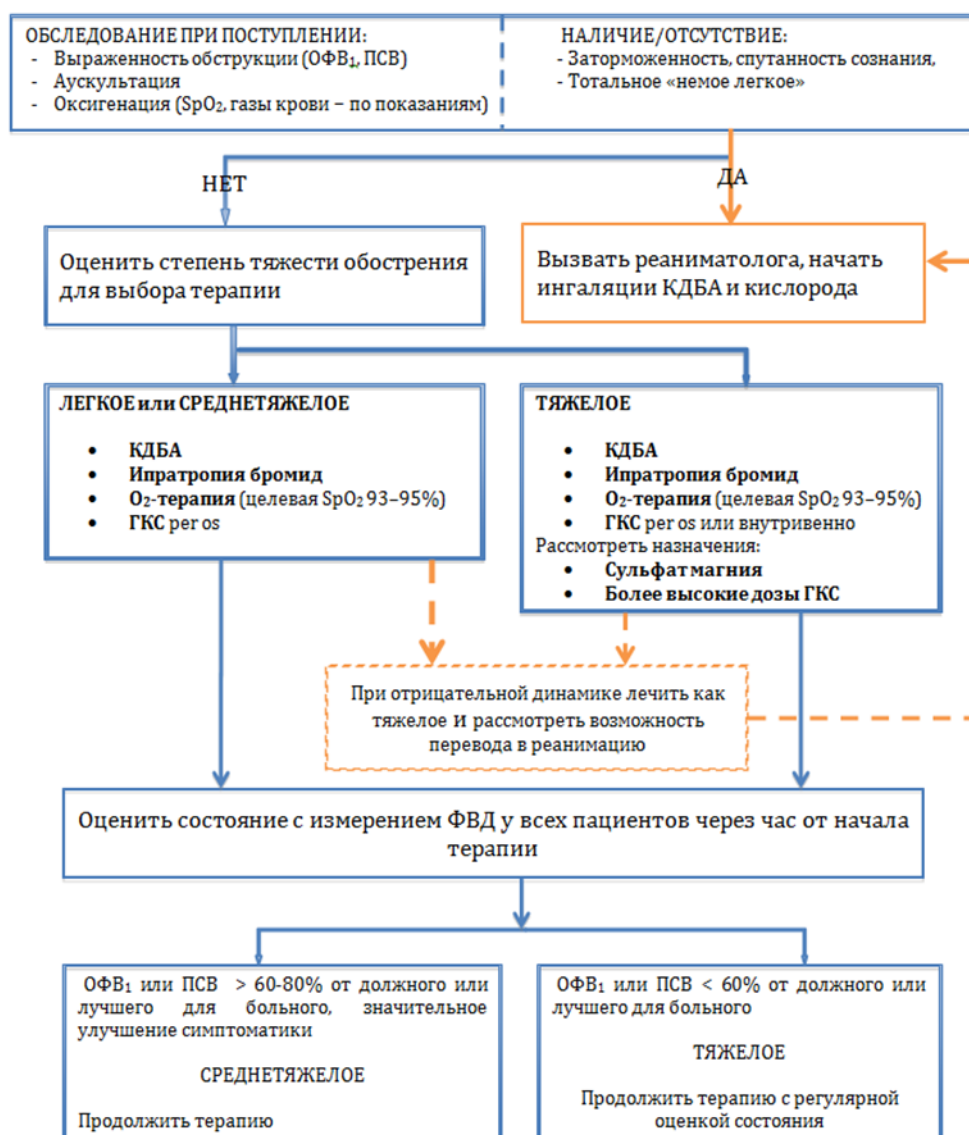 ОБСЛЕДОВАНИЕ ПРИ ПОСТУПЛЕНИИ:
- Выраженность обструкции (ОФВ₁, ПСВ)
- Аускультация
- Оксигенация (SpO₂, газы крови – по показаниям)
НАЛИЧИЕ/ОТСУТСТВИЕ:
- Заторможенность, спутанность сознания,
- Тотальное «немое легкое»
НЕТ
ДА
Оценить степень тяжести обострения
для выбора терапии
Вызвать реаниматолога, начать
ингаляции КДБА и кислорода
ЛЕГКОЕ или СРЕДНЕТЯЖЕЛОЕ
• КДБА
• Ипратропия бромид
• О₂-терапия (целевая SpO₂ 93–95%)
• ГКС per os
ТЯЖЕЛОЕ
• КДБА
• Ипратропия бромид
• О₂-терапия (целевая SpO₂ 93–95%)
• ГКС per os или внутривенно
Рассмотреть назначения:
• Сульфат магния
• Более высокие дозы ГКС
При отрицательной динамике лечить как
тяжелое и рассмотреть возможность
перевода в реанимацию
Оценить состояние с измерением ФВД у всех пациентов через час от начала
терапии
ОФВ₁ или ПСВ > 60-80% от должного или
лучшего для больного, значительное
улучшение симптоматики
СРЕДНЕТЯЖЕЛОЕ
Продолжить терапию
ОФВ₁ или ПСВ < 60% от должного или
лучшего для больного
ТЯЖЕЛОЕ
Продолжить терапию с регулярной
оценкой состояния